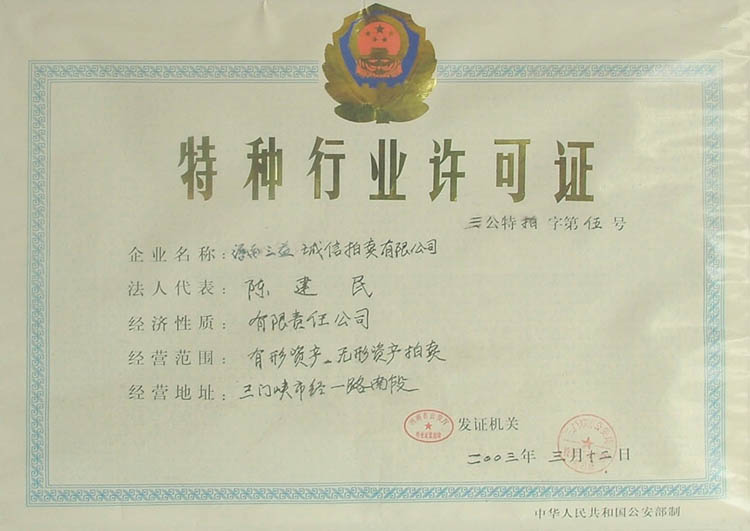 特种行业许可证
三公特拍字第伍号
企业名称：河南三益诚信拍卖有限公司
法人代表：陈建民
经济性质：有限责任公司
经营范围：有形资产、无形资产拍卖
经营地址：三门峡市经一路南段
发证机关
二〇〇三年三月十二日
中华人民共和国公安部制